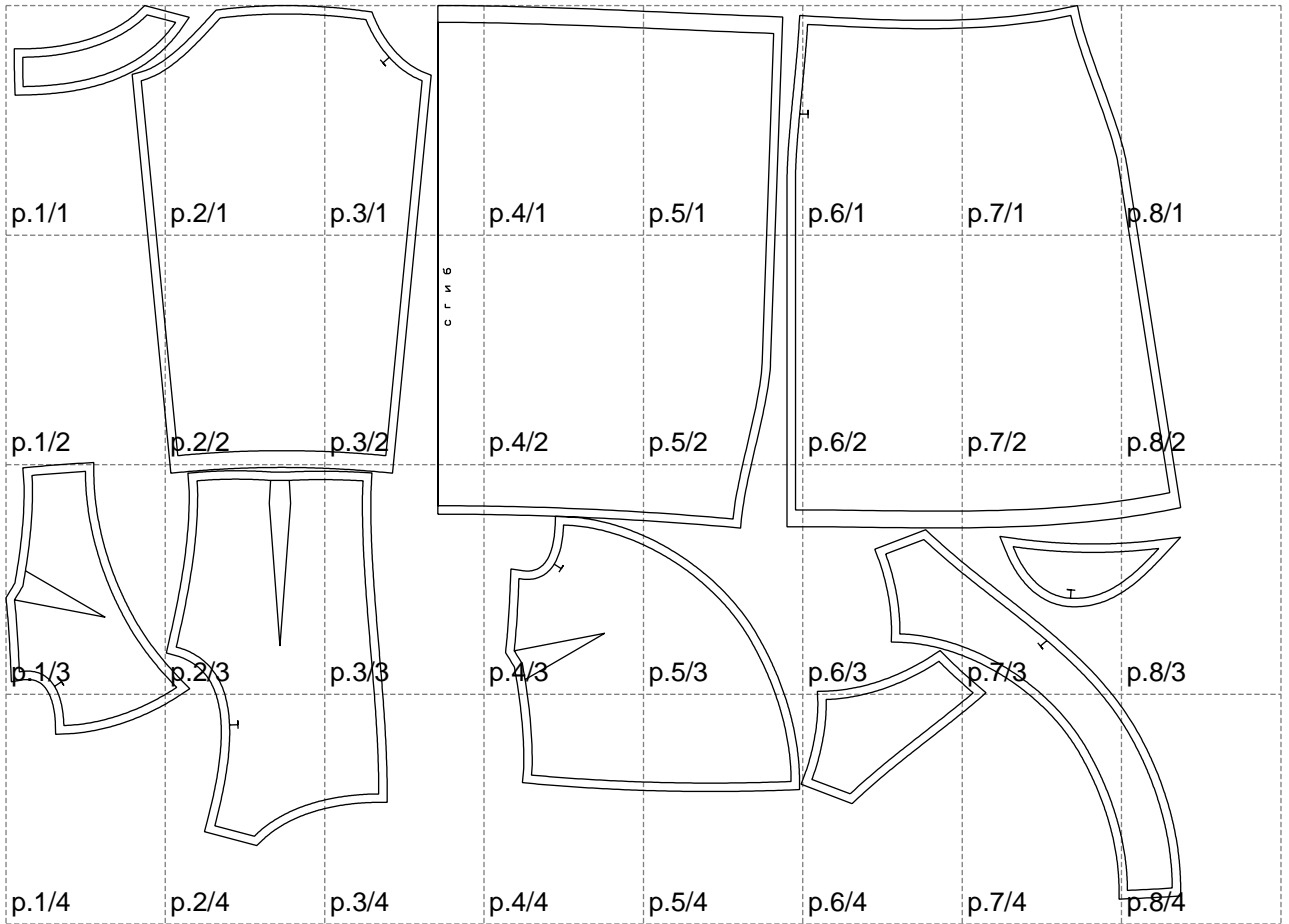 p.1/1 p.2/1 p.3/1 p.4/1 p.5/1 p.6/1 p.7/1 p.8/1
сгиб
p.1/2 p.2/2 p.3/2 p.4/2 p.5/2 p.6/2 p.7/2 p.8/2
p.1/3 p.2/3 p.3/3 p.4/3 p.5/3 p.6/3 p.7/3 p.8/3
p.1/4 p.2/4 p.3/4 p.4/4 p.5/4 p.6/4 p.7/4 p.8/4